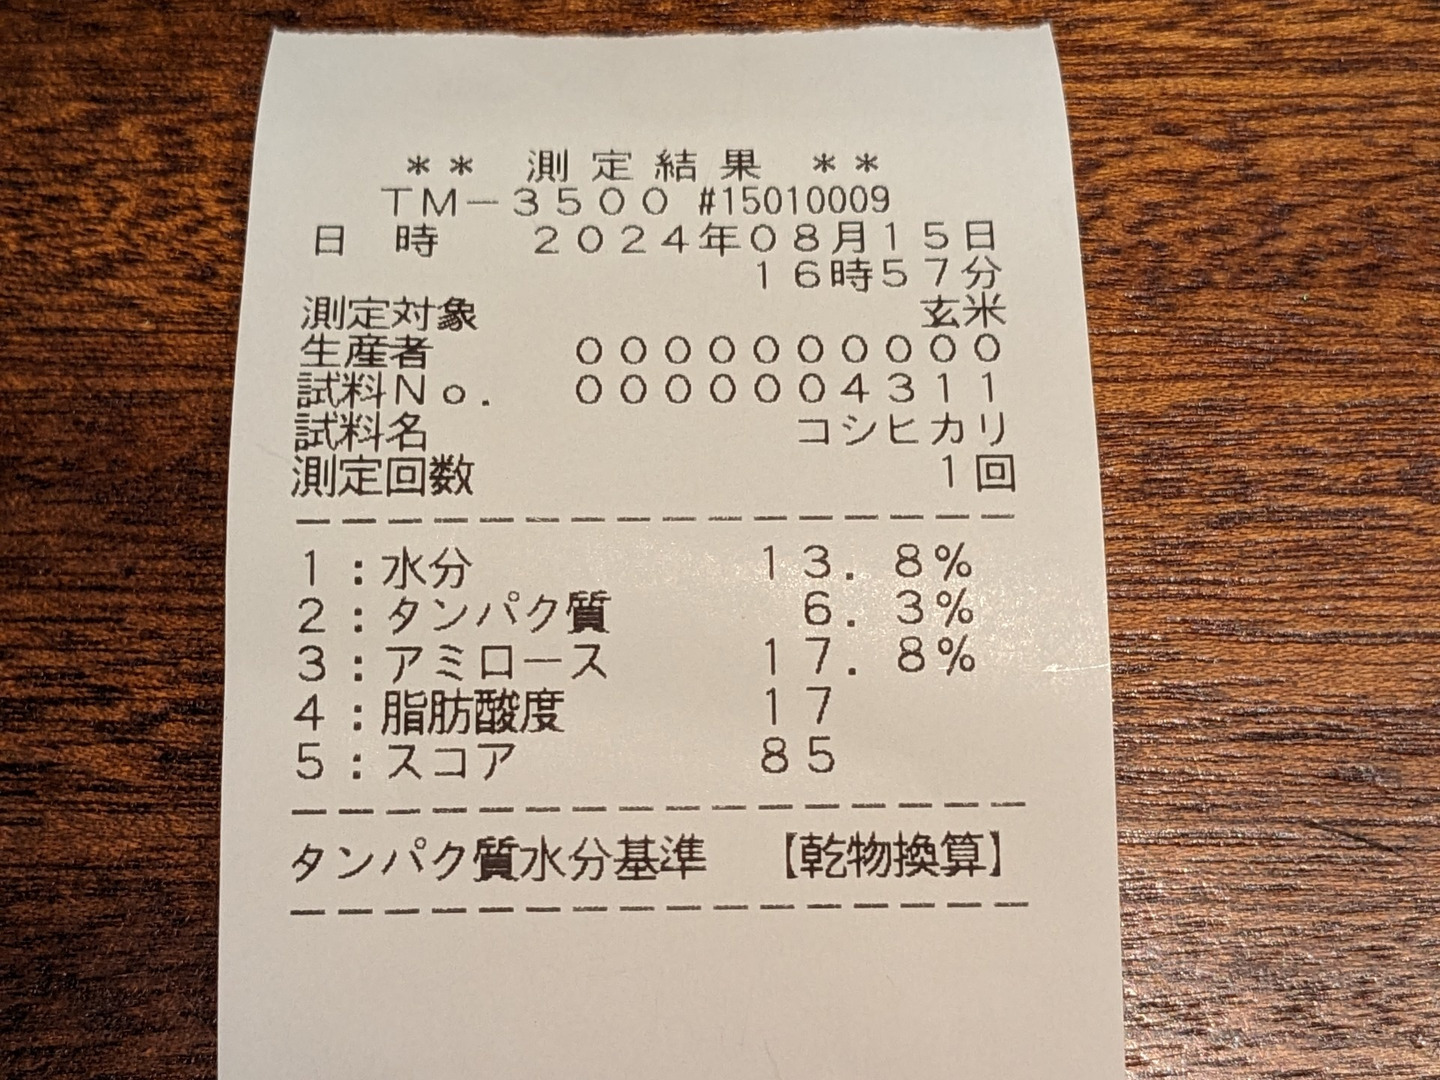 ** 測定結果 **
TM-3500 #15010009
日 時 2024年08月15日
16時57分
測定対象 玄米
生産者 0000000000
試料No. 0000004311
試料名 コシヒカリ
測定回数 1回
----------------
1:水分 13.8%
2:タンパク質 6.3%
3:アミロース 17.8%
4:脂肪酸度 17
5:スコア 85
----------------
タンパク質水分基準 【乾物換算】
----------------